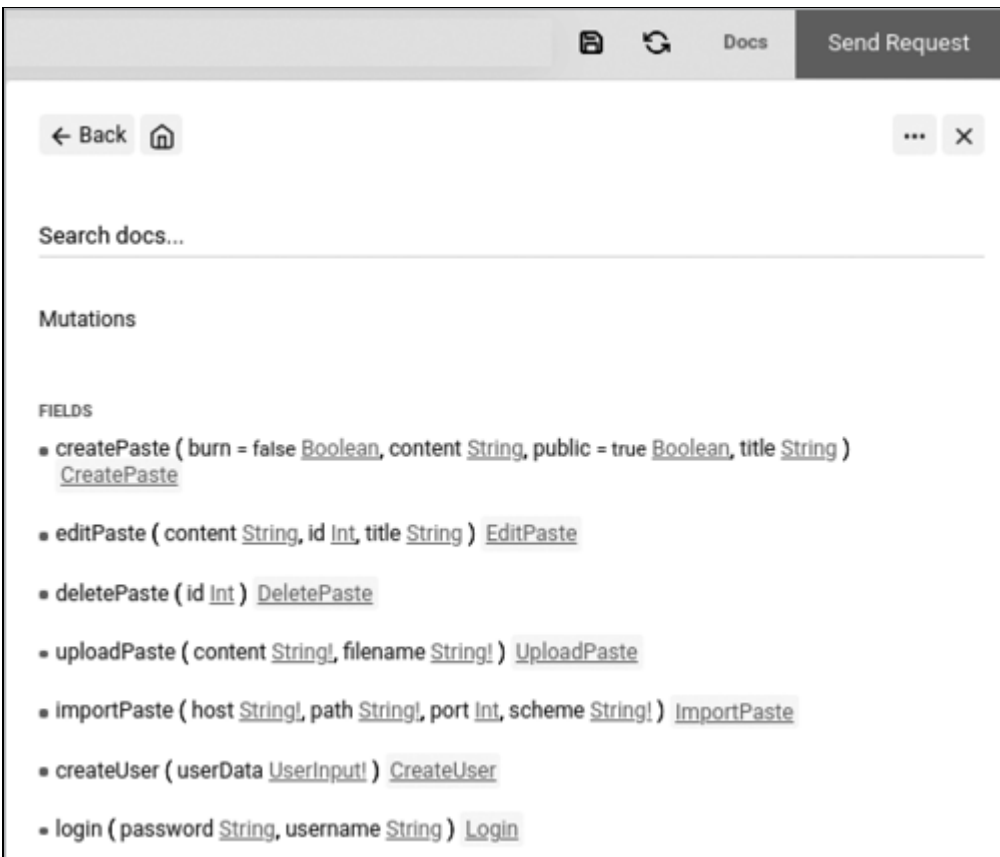 Docs Send Request
← Back
... ×
Search docs...
Mutations
FIELDS
▪ createPaste ( burn = false Boolean, content String, public = true Boolean, title String )
CreatePaste
▪ editPaste ( content String, id Int, title String ) EditPaste
▪ deletePaste ( id Int ) DeletePaste
▪ uploadPaste ( content String!, filename String! ) UploadPaste
▪ importPaste ( host String!, path String!, port Int, scheme String! ) ImportPaste
▪ createUser ( userData UserInput! ) CreateUser
▪ login ( password String, username String ) Login